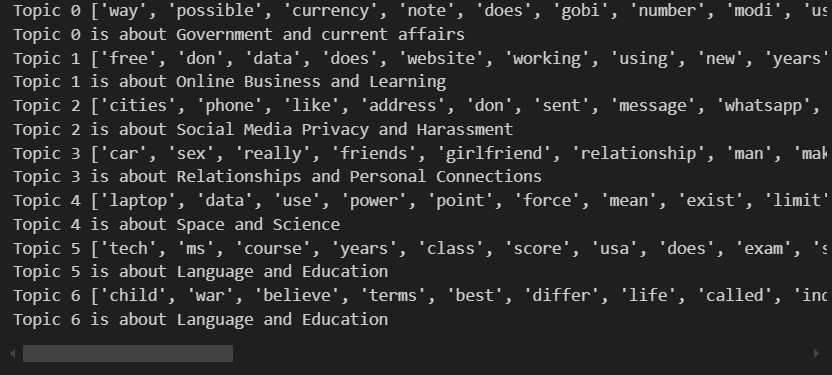 Topic 0 ['way', 'possible', 'currency', 'note', 'does', 'gobi', 'number', 'modi', 'us
Topic 0 is about Government and current affairs
Topic 1 ['free', 'don', 'data', 'does', 'website', 'working', 'using', 'new', 'years'
Topic 1 is about Online Business and Learning
Topic 2 ['cities', 'phone', 'like', 'address', 'don', 'sent', 'message', 'whatsapp',
Topic 2 is about Social Media Privacy and Harassment
Topic 3 ['car', 'sex', 'really', 'friends', 'girlfriend', 'relationship', 'man', 'mak
Topic 3 is about Relationships and Personal Connections
Topic 4 ['laptop', 'data', 'use', 'power', 'point', 'force', 'mean', 'exist', 'limit'
Topic 4 is about Space and Science
Topic 5 ['tech', 'ms', 'course', 'years', 'class', 'score', 'usa', 'does', 'exam', 's
Topic 5 is about Language and Education
Topic 6 ['child', 'war', 'believe', 'terms', 'best', 'differ', 'life', 'called', 'inc
Topic 6 is about Language and Education